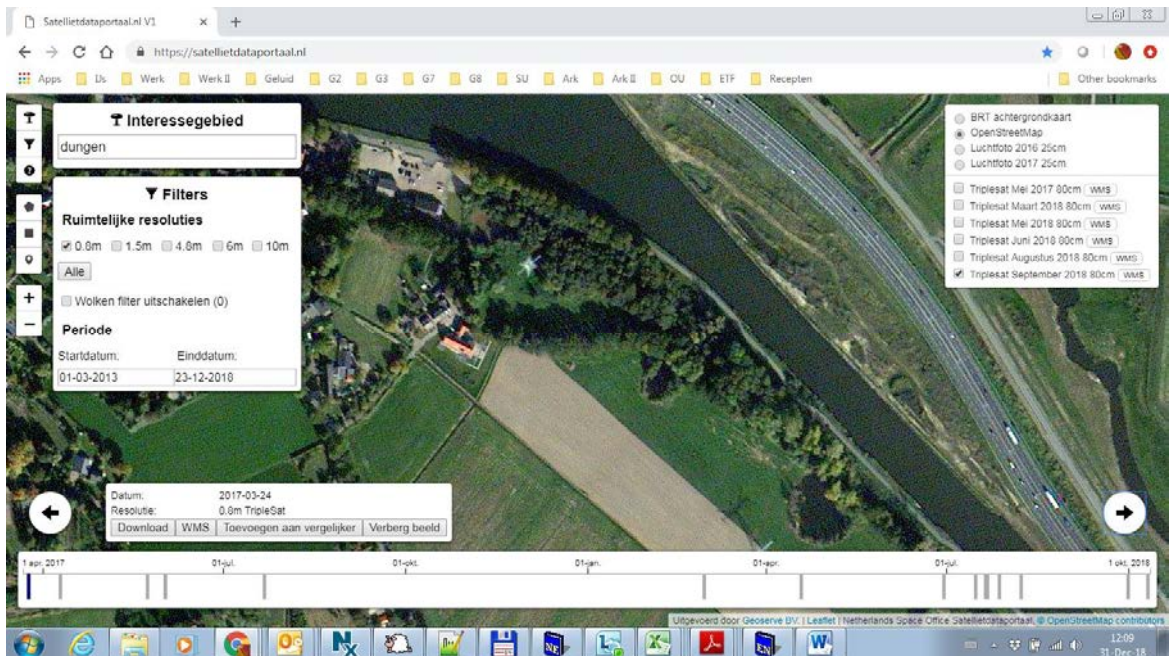 Satellietdataportaal.nl V1
https://satellietdataportaal.nl
Apps IJs Werk Werk II Geluid G2 G3 G7 G8 SU Ark Ark II OU ETF Recepten Other bookmarks
Interessegebied
dungen
Filters
Ruimtelijke resoluties
0.8m 1.5m 4.8m 6m 10m
Alle
Wolken filter uitschakelen (0)
Periode
Startdatum: Einddatum:
01-03-2013 23-12-2018
BRT achtergrondkaart
OpenStreetMap
Luchtfoto 2016 25cm
Luchtfoto 2017 25cm
Triplesat Mei 2017 80cm WMS
Triplesat Maart 2018 80cm WMS
Triplesat Mei 2018 80cm WMS
Triplesat Juni 2018 80cm WMS
Triplesat Augustus 2018 80cm WMS
Triplesat September 2018 80cm WMS
Datum: 2017-03-24
Resolutie: 0.8m TripleSat
Download WMS Toevoegen aan vergelijker Verberg beeld
1 apr. 2017 01-jul. 01-okt. 01-jan. 01-apr. 01-jul. 1 okt. 2018
Uitgevoerd door Geoserve BV. | Leaflet | Netherlands Space Office Satellietdataportaal, © OpenStreetMap contributors
12:09
31-Dec-18